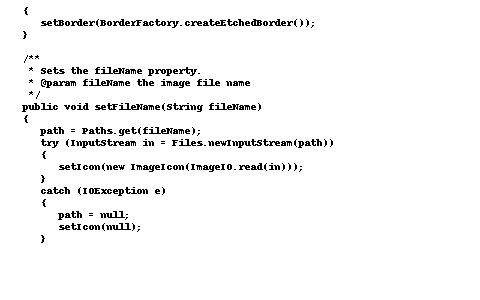 {
   setBorder(BorderFactory.createEtchedBorder());
}
/**
 * Sets the fileName property.
 * @param fileName the image file name
 */
public void setFileName(String fileName)
{
   path = Paths.get(fileName);
   try (InputStream in = Files.newInputStream(path))
   {
      setIcon(new ImageIcon(ImageIO.read(in)));
   }
   catch (IOException e)
   {
      path = null;
      setIcon(null);
   }